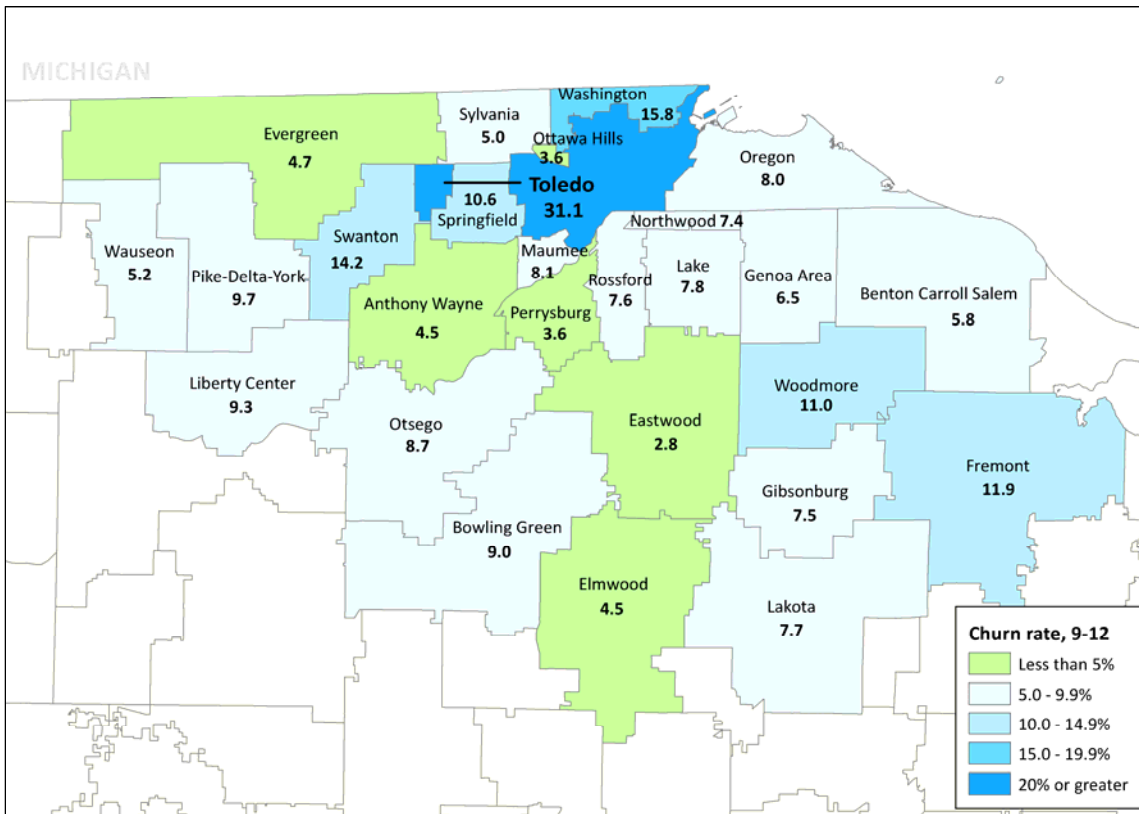 MICHIGAN
Washington
15.8
Sylvania
5.0
Evergreen
4.7
Ottawa Hills
3.6
Oregon
8.0
Toledo
31.1
10.6
Springfield
Northwood 7.4
Swanton
14.2
Wauseon
5.2
Pike-Delta-York
9.7
Maumee
8.1
Rossford
7.6
Lake
7.8
Genoa Area
6.5
Benton Carroll Salem
5.8
Anthony Wayne
4.5
Perrysburg
3.6
Liberty Center
9.3
Woodmore
11.0
Otsego
8.7
Eastwood
2.8
Fremont
11.9
Gibsonburg
7.5
Bowling Green
9.0
Elmwood
4.5
Lakota
7.7
Churn rate, 9-12
Less than 5%
5.0 - 9.9%
10.0 - 14.9%
15.0 - 19.9%
20% or greater